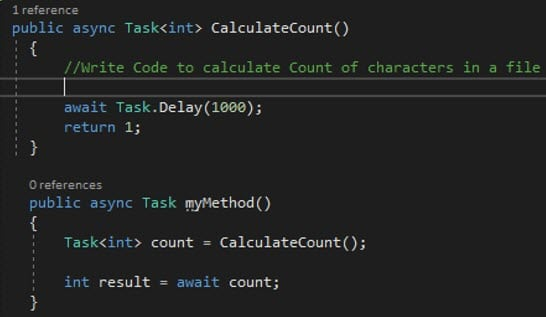 1 reference
public async Task<int> CalculateCount()
{
//Write Code to calculate Count of characters in a file
await Task.Delay(1000);
return 1;
}
0 references
public async Task myMethod()
{
Task<int> count = CalculateCount();
int result = await count;
}